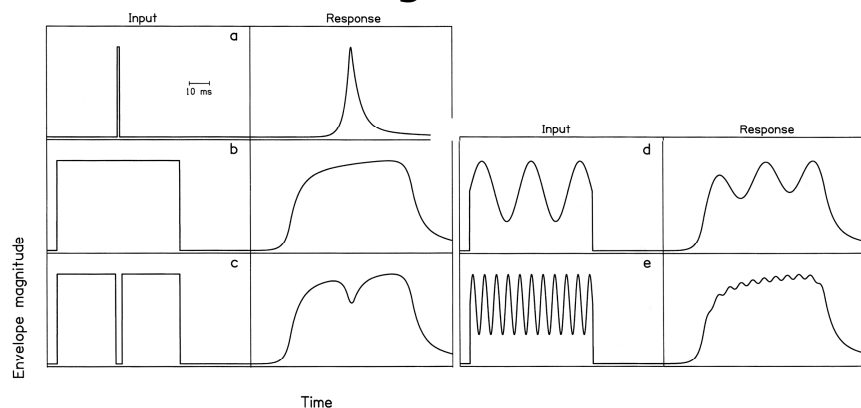 Input Response
a
10 ms
b
c
Input Response
d
e
Envelope magnitude
Time